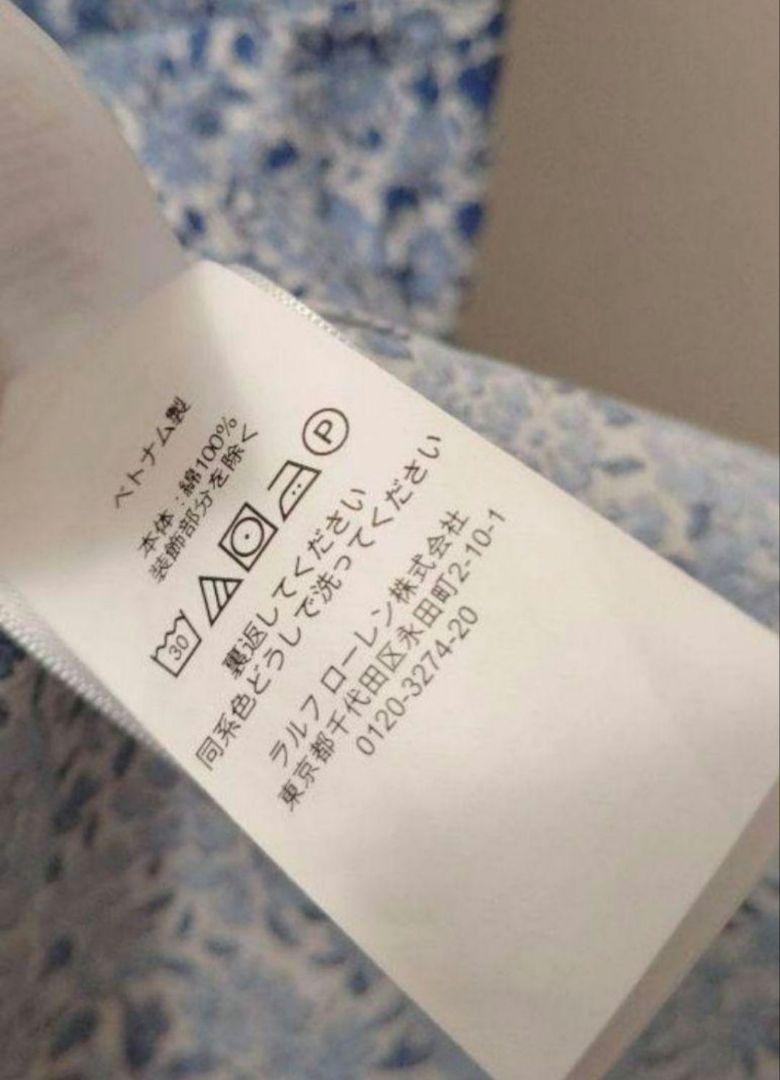 ベトナム製
本体：綿100%
装飾部分を除く
30 P
裏返してください
同系色どうしで洗ってください
ラルフ ローレン株式会社
東京都千代田区永田町2-10-1
0120-3274-20